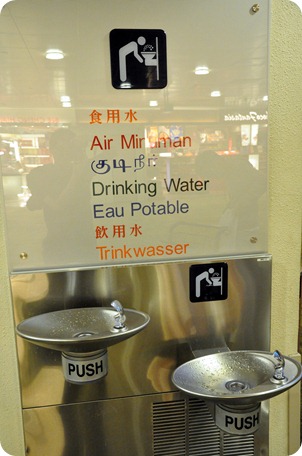 食用水
Air Minuman
குடிநீர்
Drinking Water
Eau Potable
飲用水
Trinkwasser
PUSH
PUSH